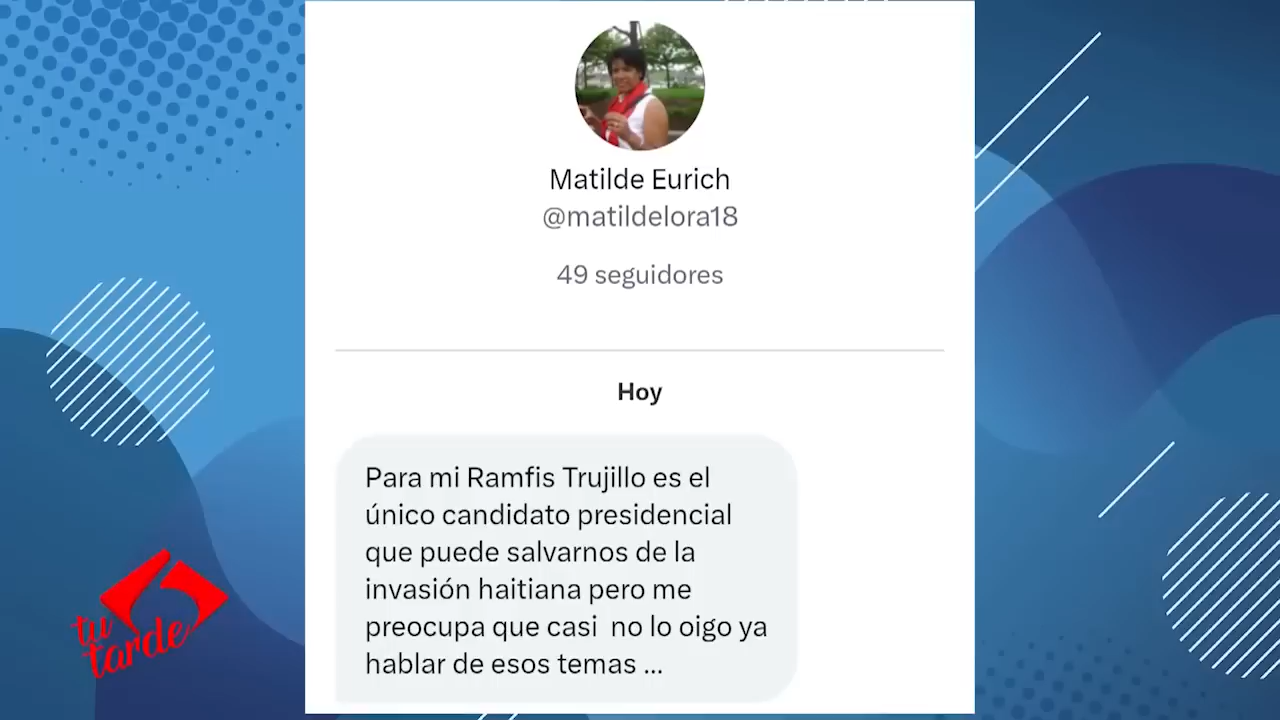 Matilde Eurich
@matildelora18
49 seguidores
Hoy
Para mi Ramfis Trujillo es el
único candidato presidencial
que puede salvarnos de la
invasión haitiana pero me
preocupa que casi  no lo oigo ya
hablar de esos temas ...
tu
tarde